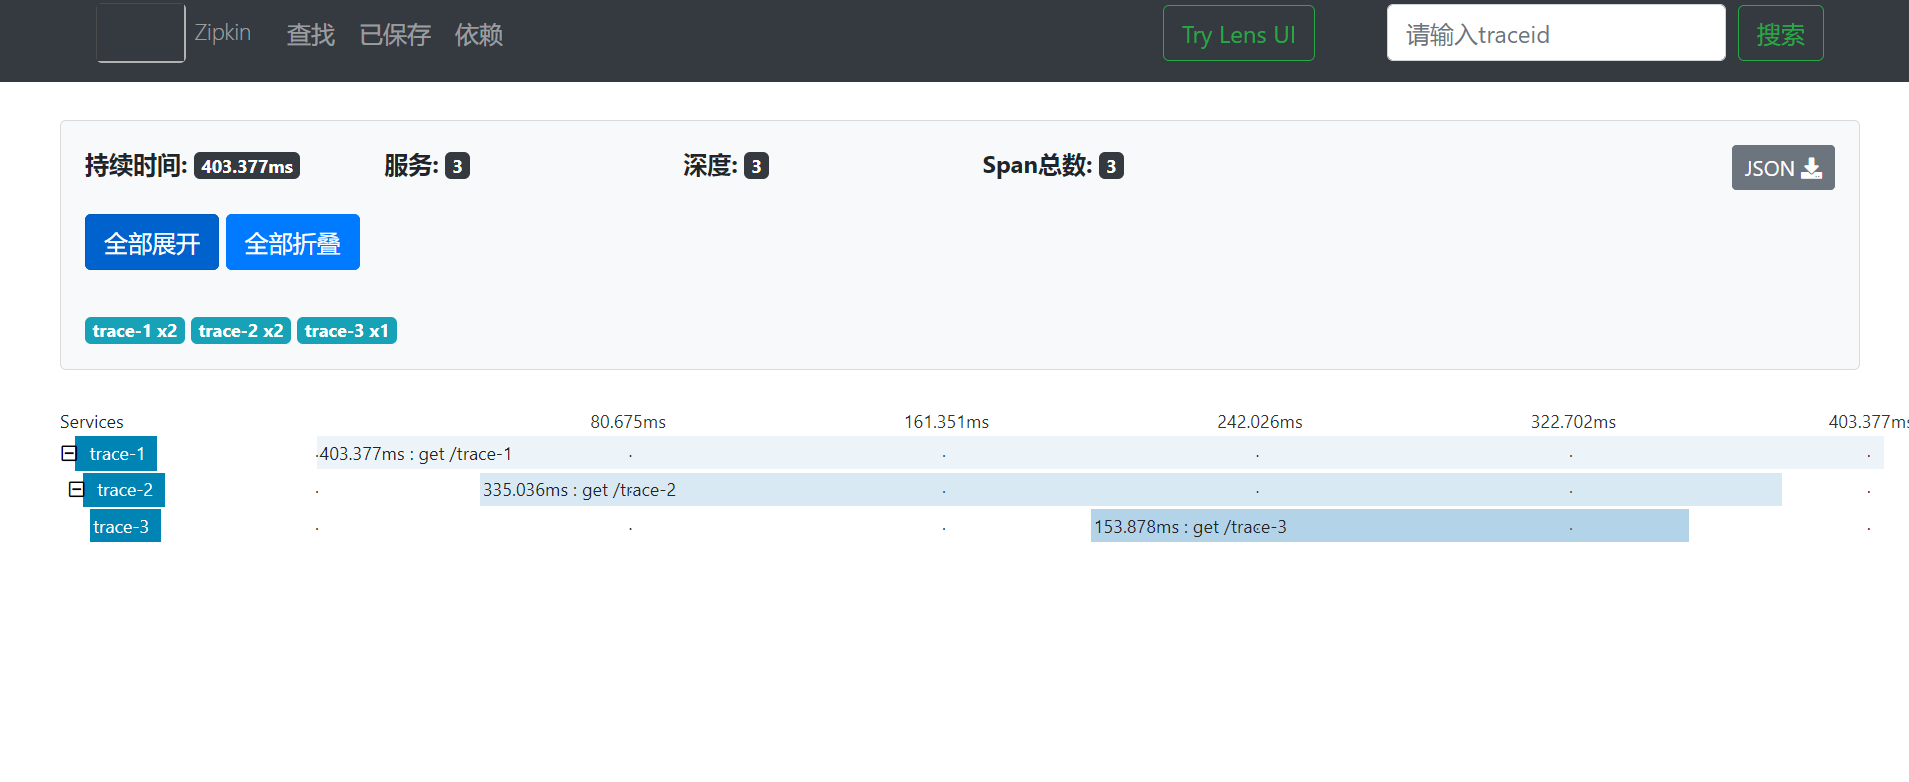 Zipkin 查找 已保存 依赖 Try Lens UI 请输入traceid 搜索
持续时间: 403.377ms 服务: 3 深度: 3 Span总数: 3 JSON
全部展开 全部折叠
trace-1 x2 trace-2 x2 trace-3 x1
Services 80.675ms 161.351ms 242.026ms 322.702ms 403.377ms
trace-1 403.377ms : get /trace-1
trace-2 335.036ms : get /trace-2
trace-3 153.878ms : get /trace-3